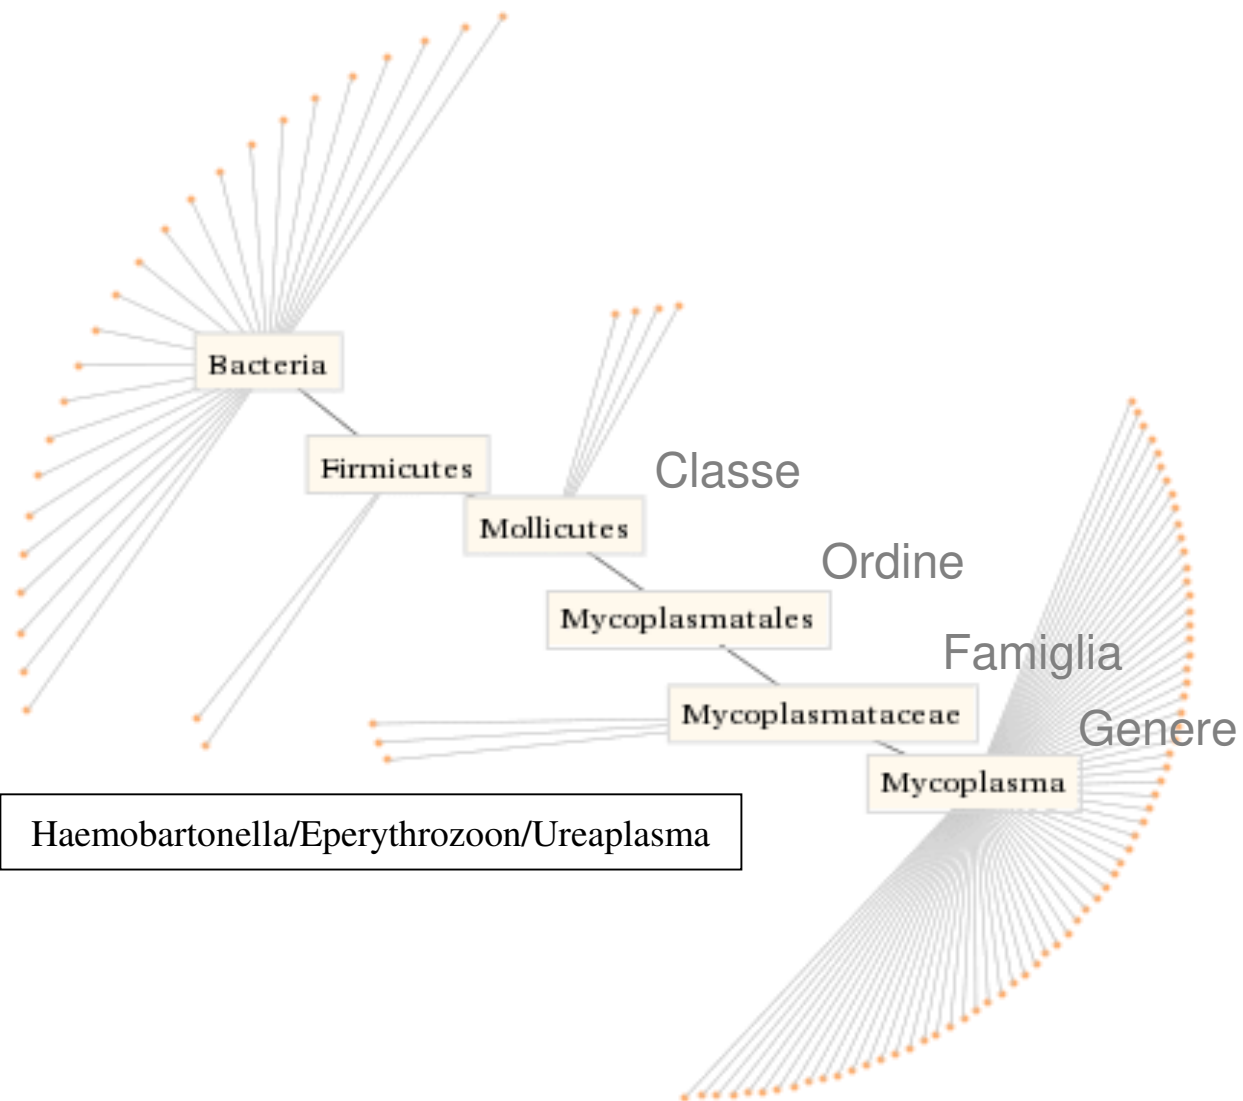 Bacteria
Firmicutes
Classe
Mollicutes
Ordine
Mycoplasmatales
Famiglia
Mycoplasmataceae
Genere
Mycoplasma
Haemobartonella/Eperythrozoon/Ureaplasma